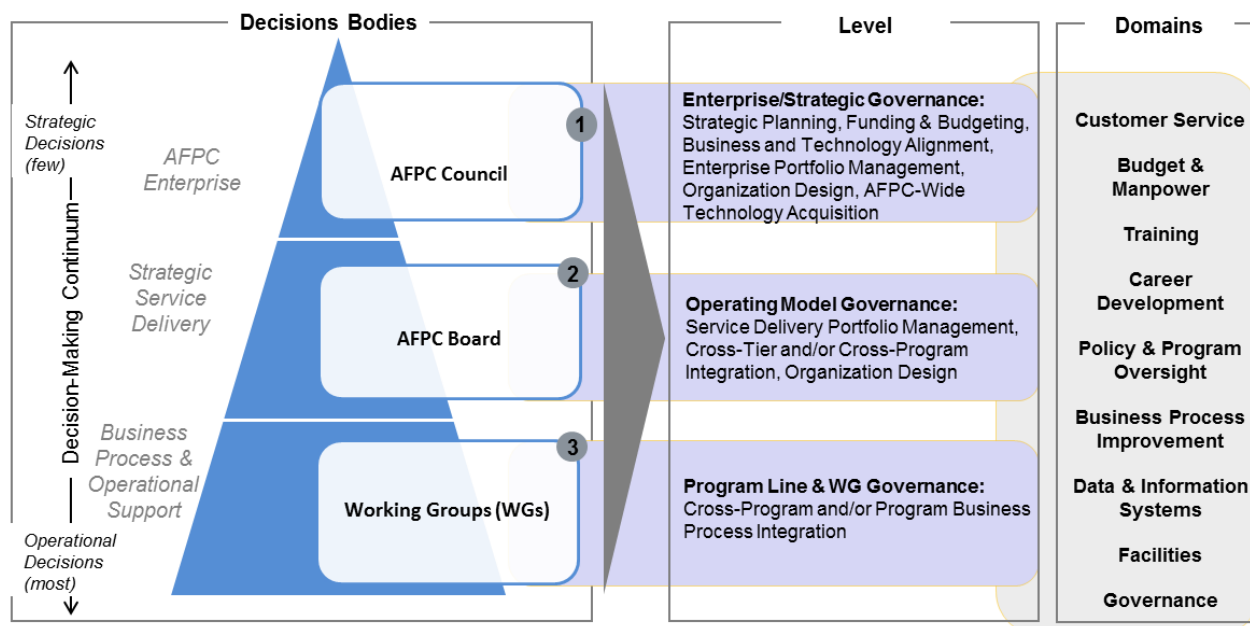 Decisions Bodies
Level
Domains
Decision-Making Continuum
Strategic
Decisions
(few)
Operational
Decisions
(most)
AFPC
Enterprise
Strategic
Service
Delivery
Business
Process &
Operational
Support
1
AFPC Council
2
AFPC Board
3
Working Groups (WGs)
Enterprise/Strategic Governance:
Strategic Planning, Funding & Budgeting,
Business and Technology Alignment,
Enterprise Portfolio Management,
Organization Design, AFPC-Wide
Technology Acquisition
Operating Model Governance:
Service Delivery Portfolio Management,
Cross-Tier and/or Cross-Program
Integration, Organization Design
Program Line & WG Governance:
Cross-Program and/or Program Business
Process Integration
Customer Service
Budget &
Manpower
Training
Career
Development
Policy & Program
Oversight
Business Process
Improvement
Data & Information
Systems
Facilities
Governance